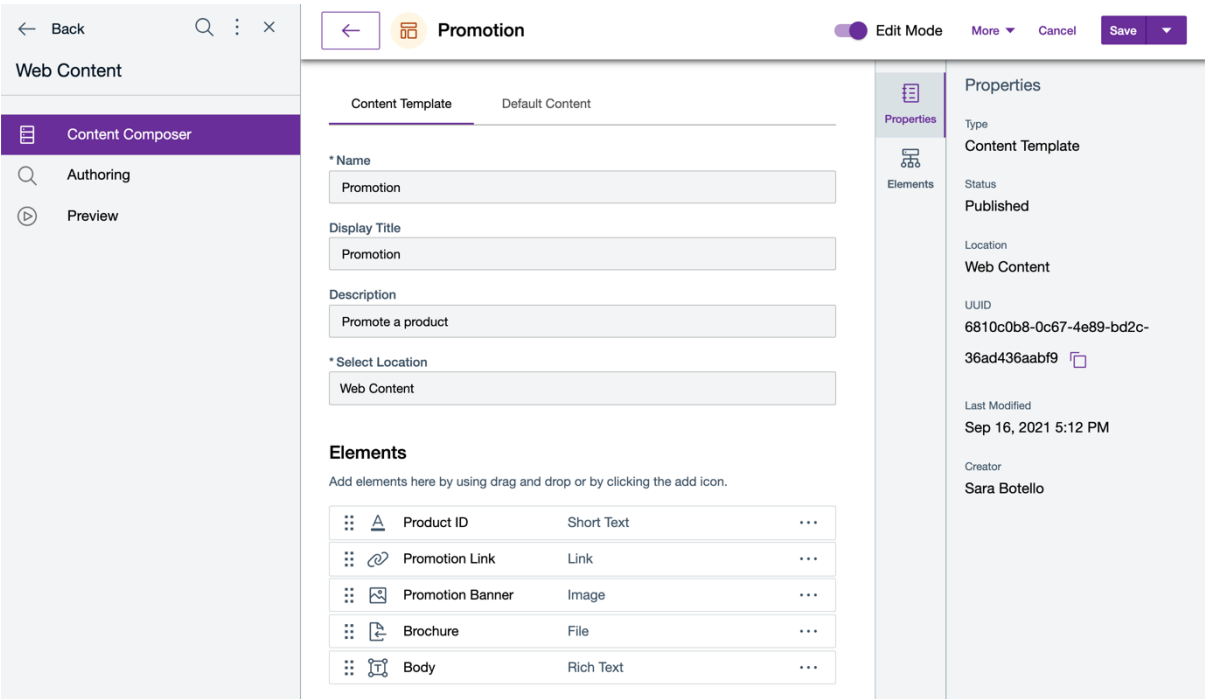 Back
Web Content
Content Composer
Authoring
Preview
Promotion
Edit Mode
More
Cancel
Save
Content Template
Default Content
* Name
Promotion
Display Title
Promotion
Description
Promote a product
* Select Location
Web Content
Elements
Add elements here by using drag and drop or by clicking the add icon.
Product ID Short Text
Promotion Link Link
Promotion Banner Image
Brochure File
Body Rich Text
Properties
Elements
Properties
Type
Content Template
Status
Published
Location
Web Content
UUID
6810c0b8-0c67-4e89-bd2c-
36ad436aabf9
Last Modified
Sep 16, 2021 5:12 PM
Creator
Sara Botello